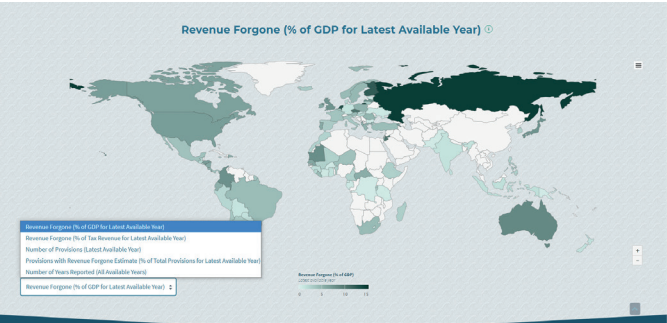 Revenue Forgone (% of GDP for Latest Available Year)
Revenue Forgone (% of GDP for Latest Available Year)
Revenue Forgone (% of Tax Revenue for Latest Available Year)
Number of Provisions (Latest Available Year)
Provisions with Revenue Forgone Estimate (% of Total Provisions for Latest Available Year)
Number of Years Reported (All Available Years)
Revenue Forgone (% of GDP for Latest Available Year)
Revenue Forgone (% of GDP)
Latest available year
0 5 10 15
+
-